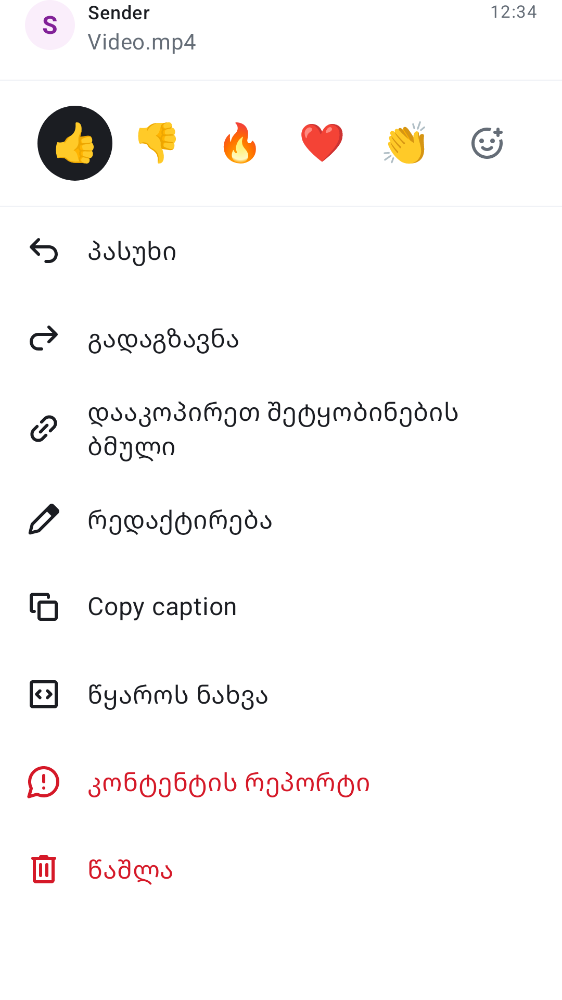 S
Sender
12:34
Video.mp4
პასუხი
გადაგზავნა
დააკოპირეთ შეტყობინების
ბმული
რედაქტირება
Copy caption
წყაროს ნახვა
კონტენტის რეპორტი
წაშლა